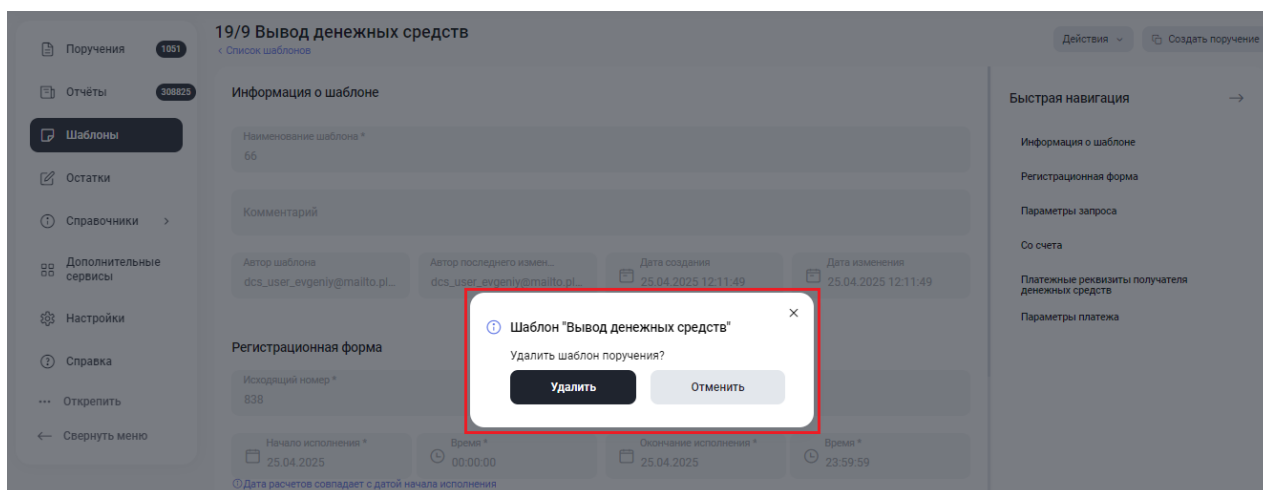 19/9 Вывод денежных средств
‹ Список шаблонов
Действия
Создать поручение
Поручения 1051
Отчёты 308825
Шаблоны
Остатки
Справочники >
Дополнительные
сервисы
Настройки
Справка
··· Открепить
← Свернуть меню
Информация о шаблоне
Наименование шаблона *
66
Комментарий
Автор шаблона
dcs_user_evgeniy@mailto.pl...
Автор последнего измен...
dcs_user_evgeniy@mailto.pl...
Дата создания
25.04.2025 12:11:49
Дата изменения
25.04.2025 12:11:49
Регистрационная форма
Исходящий номер *
838
Начало исполнения *
25.04.2025
Время *
00:00:00
Окончание исполнения *
25.04.2025
Время *
23:59:59
Дата расчетов совпадает с датой начала исполнения
Шаблон "Вывод денежных средств"
Удалить шаблон поручения?
Удалить
Отменить
Быстрая навигация →
Информация о шаблоне
Регистрационная форма
Параметры запроса
Со счета
Платежные реквизиты получателя
денежных средств
Параметры платежа